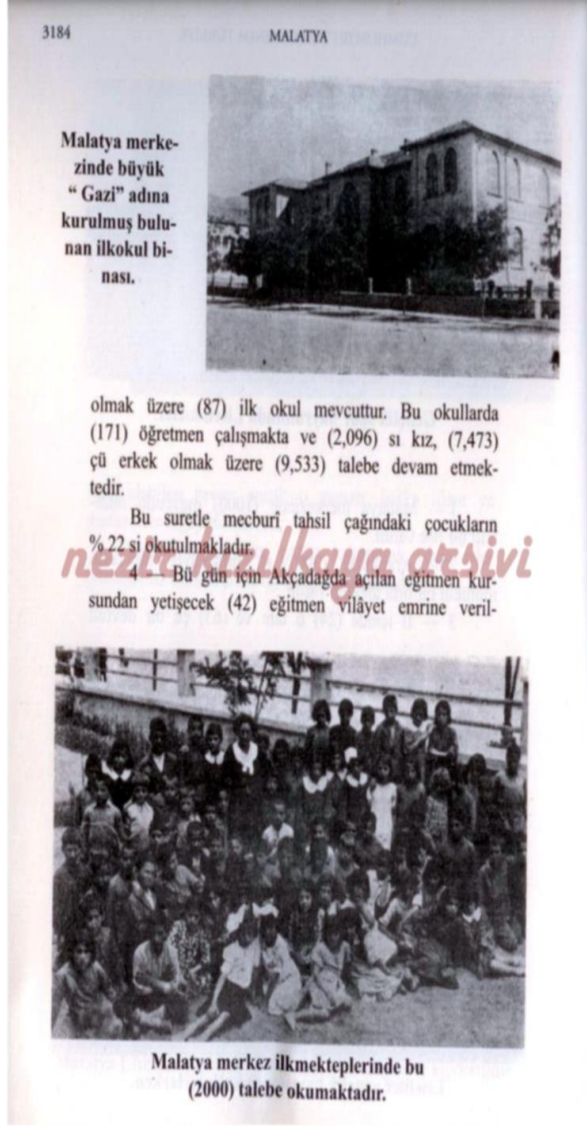 3184
MALATYA
Malatya merke-
zinde büyük
“ Gazi” adına
kurulmuş bulu-
nan ilkokul bi-
nası.
olmak üzere (87) ilk okul mevcuttur. Bu okullarda
(171) öğretmen çalışmakta ve (2,096) sı kız, (7,473)
çü erkek olmak üzere (9,533) talebe devam etmek-
tedir.
Bu suretle mecburi tahsil çağındaki çocukların
% 22 si okutulmakladır.
nezir kızılkaya arsivi
4 — Bü gün için Akçadağda açılan eğitmen kur-
sundan yetişecek (42) eğitmen vilâyet emrine veril-
Malatya merkez ilkmekteplerinde bu
(2000) talebe okumaktadır.